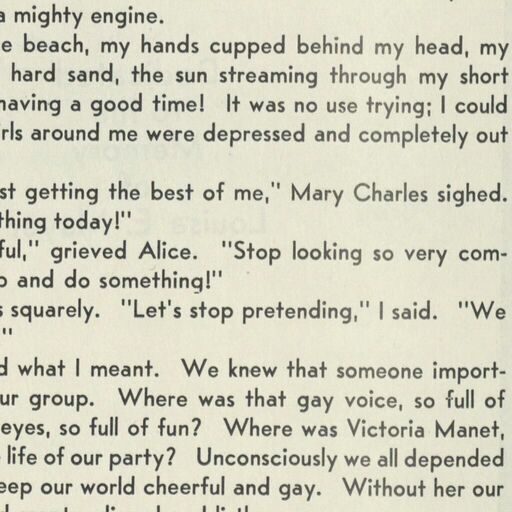 a mighty engine.
e beach, my hands cupped behind my head, my
hard sand, the sun streaming through my short
having a good time! It was no use trying; I could
rls around me were depressed and completely out
st getting the best of me," Mary Charles sighed.
thing today!"
ful," grieved Alice. "Stop looking so very com-
and do something!"
s squarely. "Let's stop pretending," I said. "We
"
d what I meant. We knew that someone import-
ur group. Where was that gay voice, so full of
eyes, so full of fun? Where was Victoria Manet,
life of our party? Unconsciously we all depended
eep our world cheerful and gay. Without her our